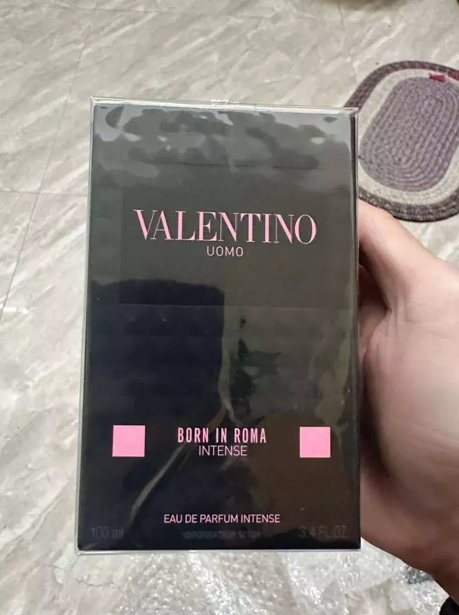 VALENTINO
UOMO
BORN IN ROMA
INTENSE
EAU DE PARFUM INTENSE
100 ml 3.4 FL.OZ